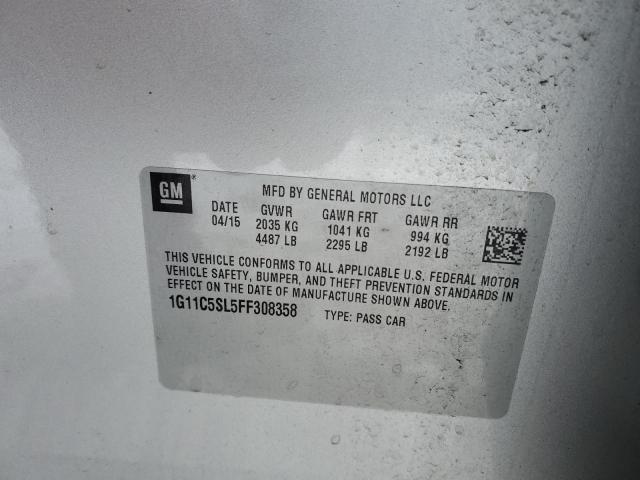 GM®
MFD BY GENERAL MOTORS LLC
DATE GVWR GAWR FRT GAWR RR
04/15 2035 KG 1041 KG 994 KG
4487 LB 2295 LB 2192 LB
THIS VEHICLE CONFORMS TO ALL APPLICABLE U.S. FEDERAL MOTOR
VEHICLE SAFETY, BUMPER, AND THEFT PREVENTION STANDARDS IN
EFFECT ON THE DATE OF MANUFACTURE SHOWN ABOVE.
1G11C5SL5FF308358 TYPE: PASS CAR